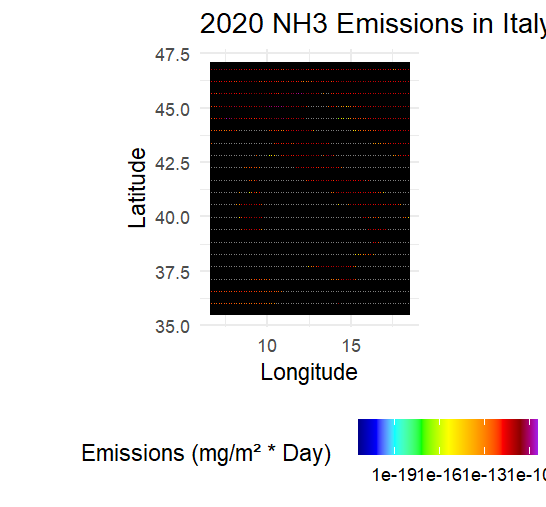 2020 NH3 Emissions in Italy
47.5
45.0
42.5
40.0
37.5
35.0
Latitude
10 15
Longitude
Emissions (mg/m² * Day)
1e-191e-161e-131e-10